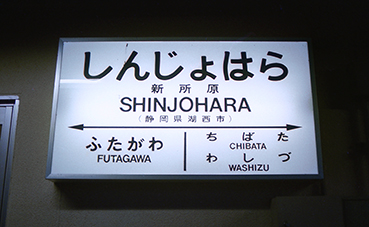 しんじょはら
新所原
SHINJOHARA
(静岡県湖西市)
ふたがわ
FUTAGAWA
ちばた
CHIBATA
わしづ
WASHIZU